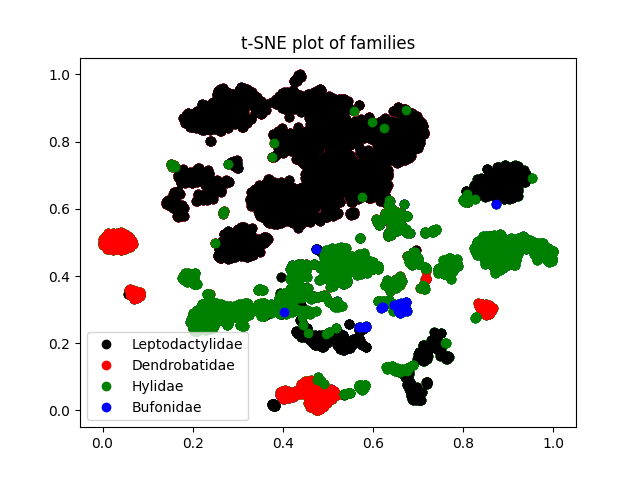 t-SNE plot of families
1.0
0.8
0.6
0.4
0.2
0.0
Leptodactylidae
Dendrobatidae
Hylidae
Bufonidae
0.0 0.2 0.4 0.6 0.8 1.0